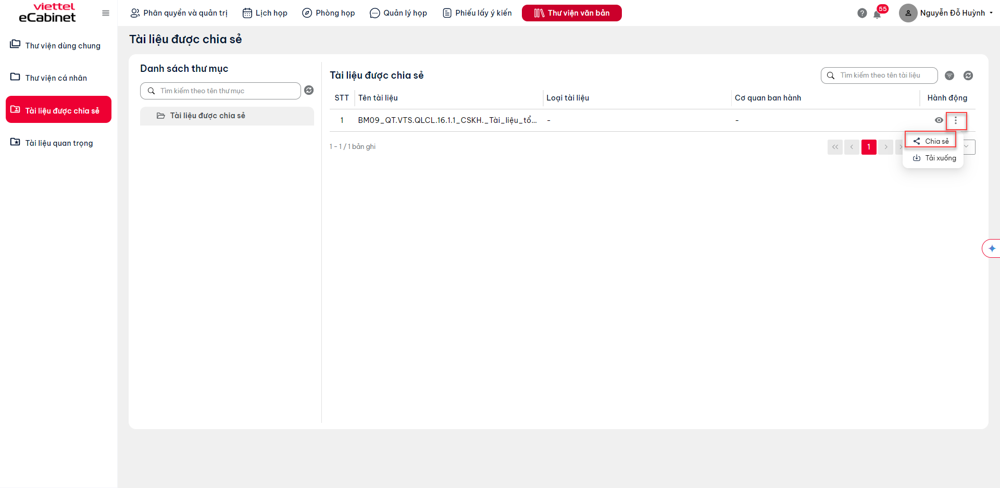 viettel
eCabinet
Phân quyền và quản trị
Lịch họp
Phòng họp
Quản lý họp
Phiếu lấy ý kiến
Thư viện văn bản
?
55
Nguyễn Đỗ Huỳnh
Thư viện dùng chung
Thư viện cá nhân
Tài liệu được chia sẻ
Tài liệu quan trọng
Tài liệu được chia sẻ
Danh sách thư mục
Tìm kiếm theo tên thư mục
Tài liệu được chia sẻ
Tài liệu được chia sẻ
Tìm kiếm theo tên tài liệu
STT Tên tài liệu Loại tài liệu Cơ quan ban hành Hành động
1 BM09_QT.VTS.QLCL.16.1.1_CSKH._Tài_liệu_tổ... - -
1 - 1 / 1 bản ghi
1
Chia sẻ
Tải xuống